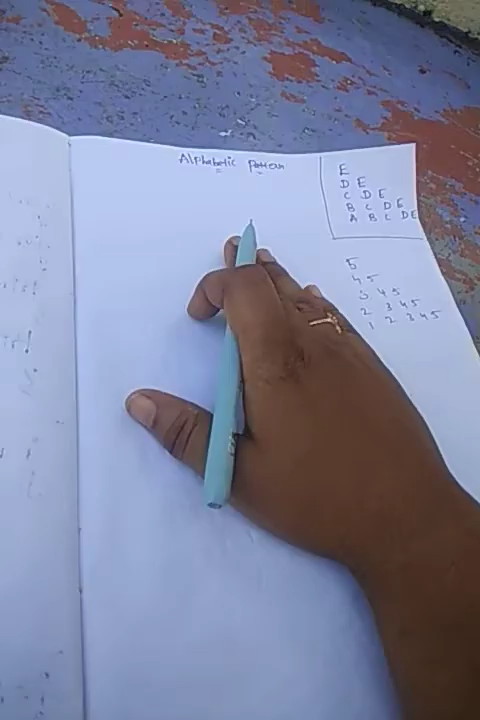 Alphabetic Pattern
E
D E
C D E
B C D E
A B C D E
5
4 5
3 4 5
2 3 4 5
1 2 3 4 5